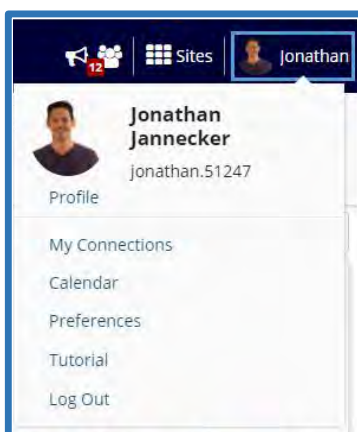 12 Sites Jonathan
Jonathan
Jannecker
jonathan.51247
Profile
My Connections
Calendar
Preferences
Tutorial
Log Out